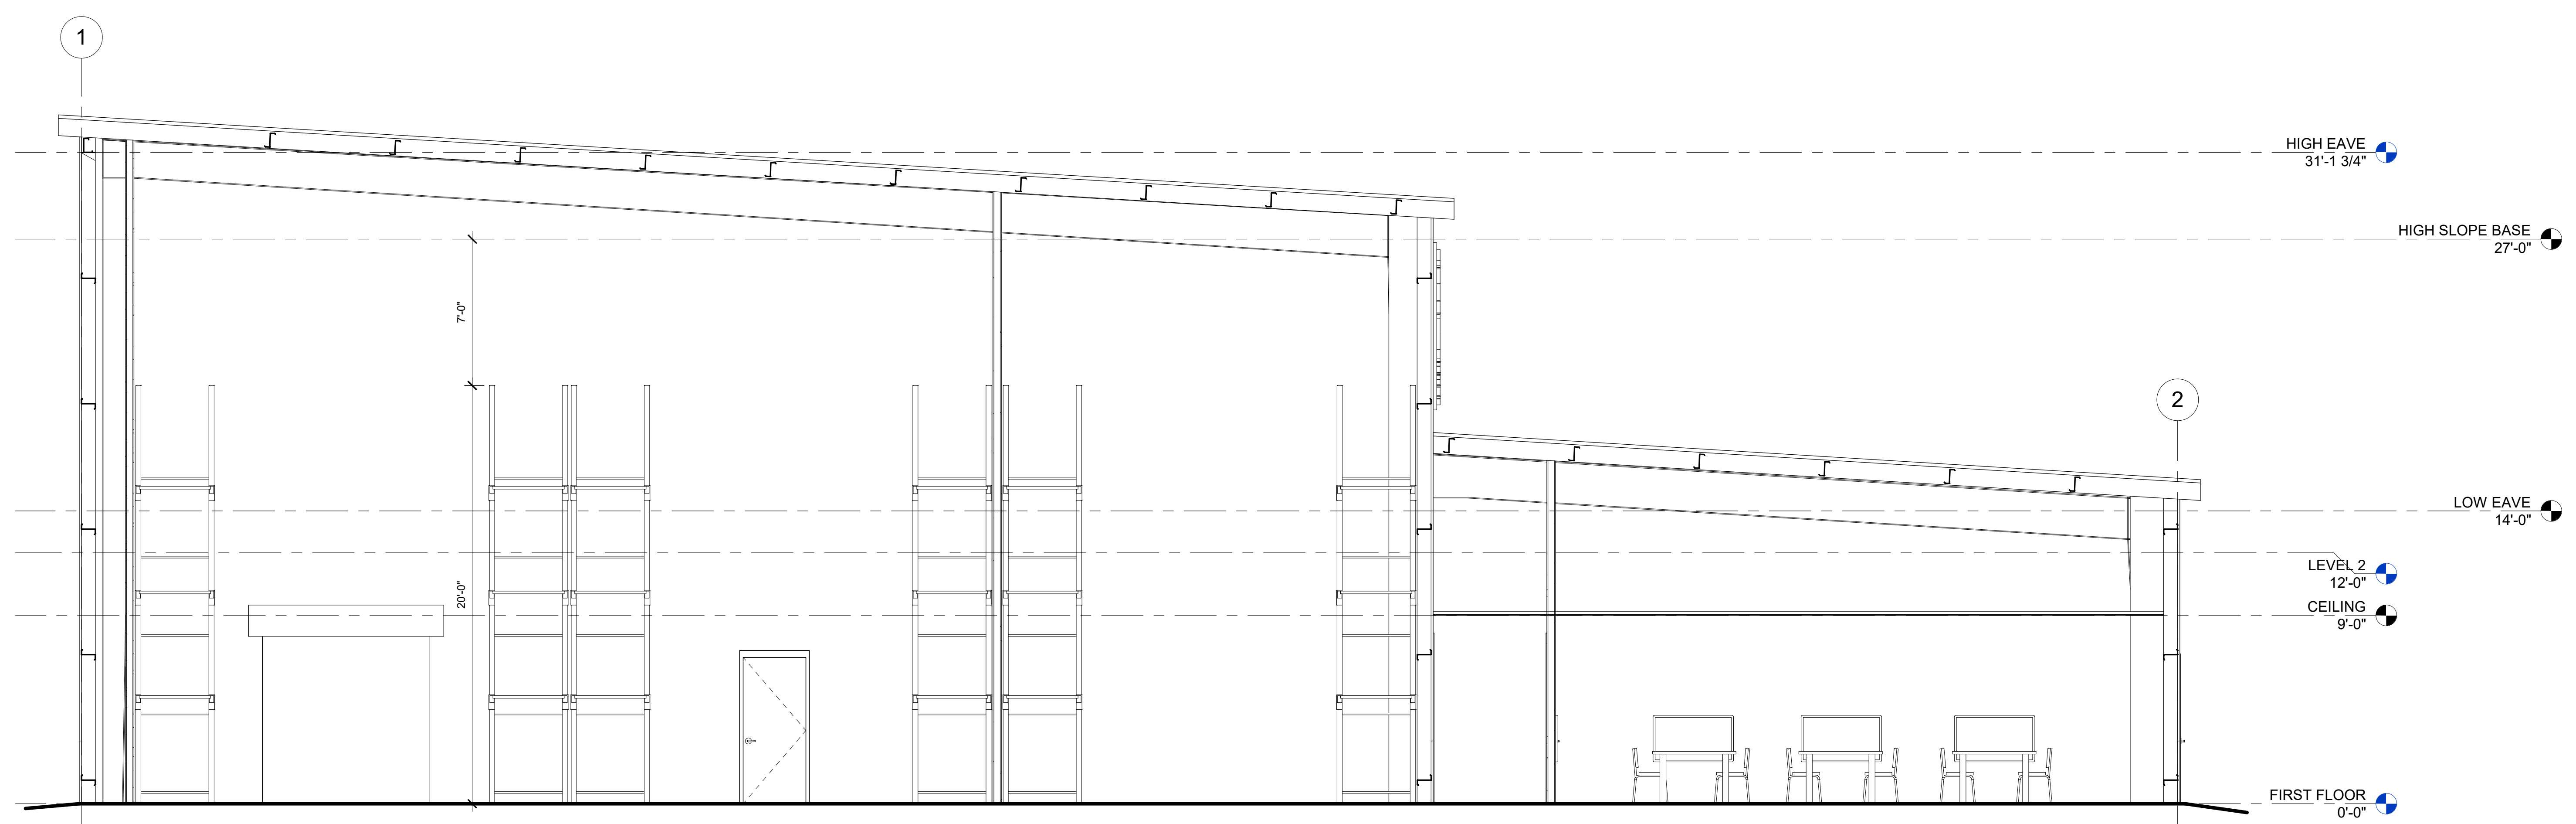 1
HIGH EAVE
31'-1 3/4"
HIGH SLOPE BASE
27'-0"
7'-0"
2
LOW EAVE
14'-0"
LEVEL 2
12'-0"
20'-0"
CEILING
9'-0"
FIRST FLOOR
0'-0"